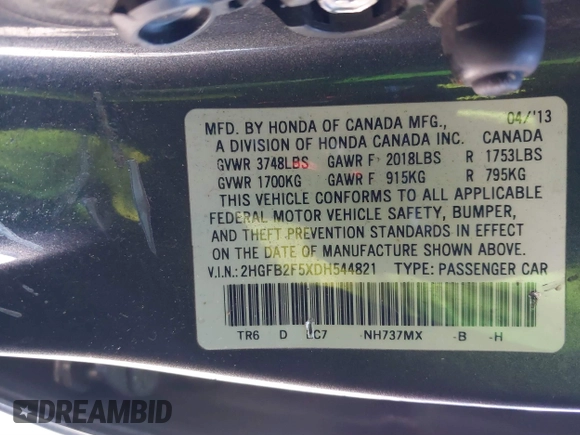 04/'13
MFD. BY HONDA OF CANADA MFG.,
A DIVISION OF HONDA CANADA INC. CANADA
GVWR 3748LBS GAWR F 2018LBS R 1753LBS
GVWR 1700KG GAWR F 915KG R 795KG
THIS VEHICLE CONFORMS TO ALL APPLICABLE
FEDERAL MOTOR VEHICLE SAFETY, BUMPER,
AND THEFT PREVENTION STANDARDS IN EFFECT
ON THE DATE OF MANUFACTURE SHOWN ABOVE.
V.I.N.: 2HGFB2F5XDH544821 TYPE: PASSENGER CAR
TR6 D LC7 NH737MX -B -H
DREAMBID